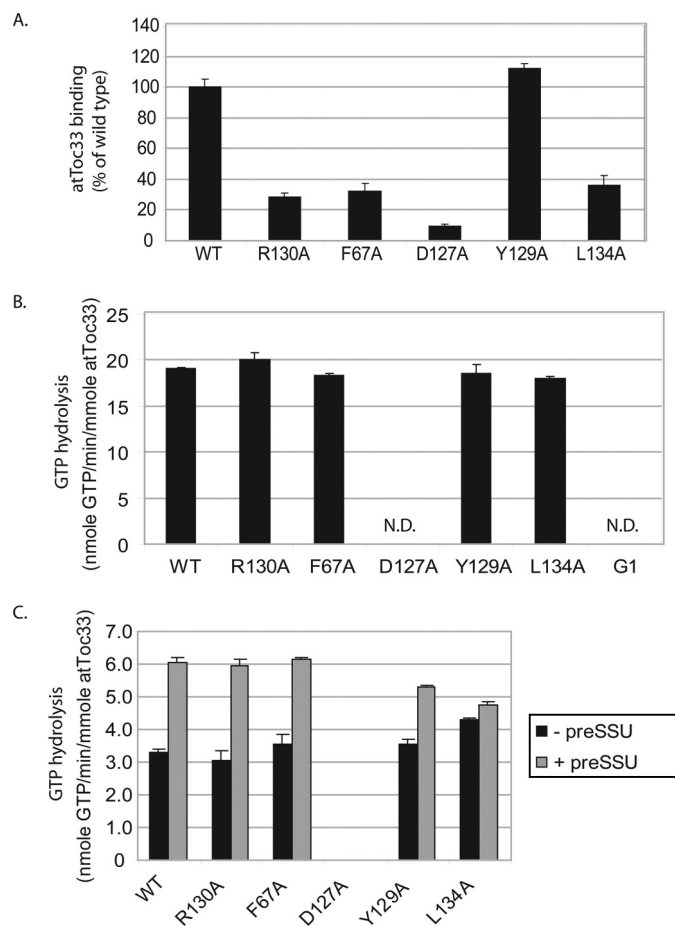 A.
atToc33 binding
(% of wild type)
140
120
100
80
60
40
20
0
WT R130A F67A D127A Y129A L134A
B.
GTP hydrolysis
(nmole GTP/min/mmole atToc33)
25
20
15
10
5
0
N.D. N.D.
WT R130A F67A D127A Y129A L134A G1
C.
GTP hydrolysis
(nmole GTP/min/mmole atToc33)
7.0
6.0
5.0
4.0
3.0
2.0
1.0
0
WT R130A F67A D127A Y129A L134A
- preSSU
+ preSSU